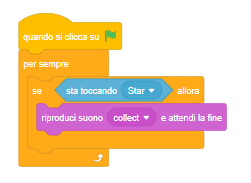 quando si clicca su
per sempre
se sta toccando Star allora
riproduci suono collect e attendi la fine